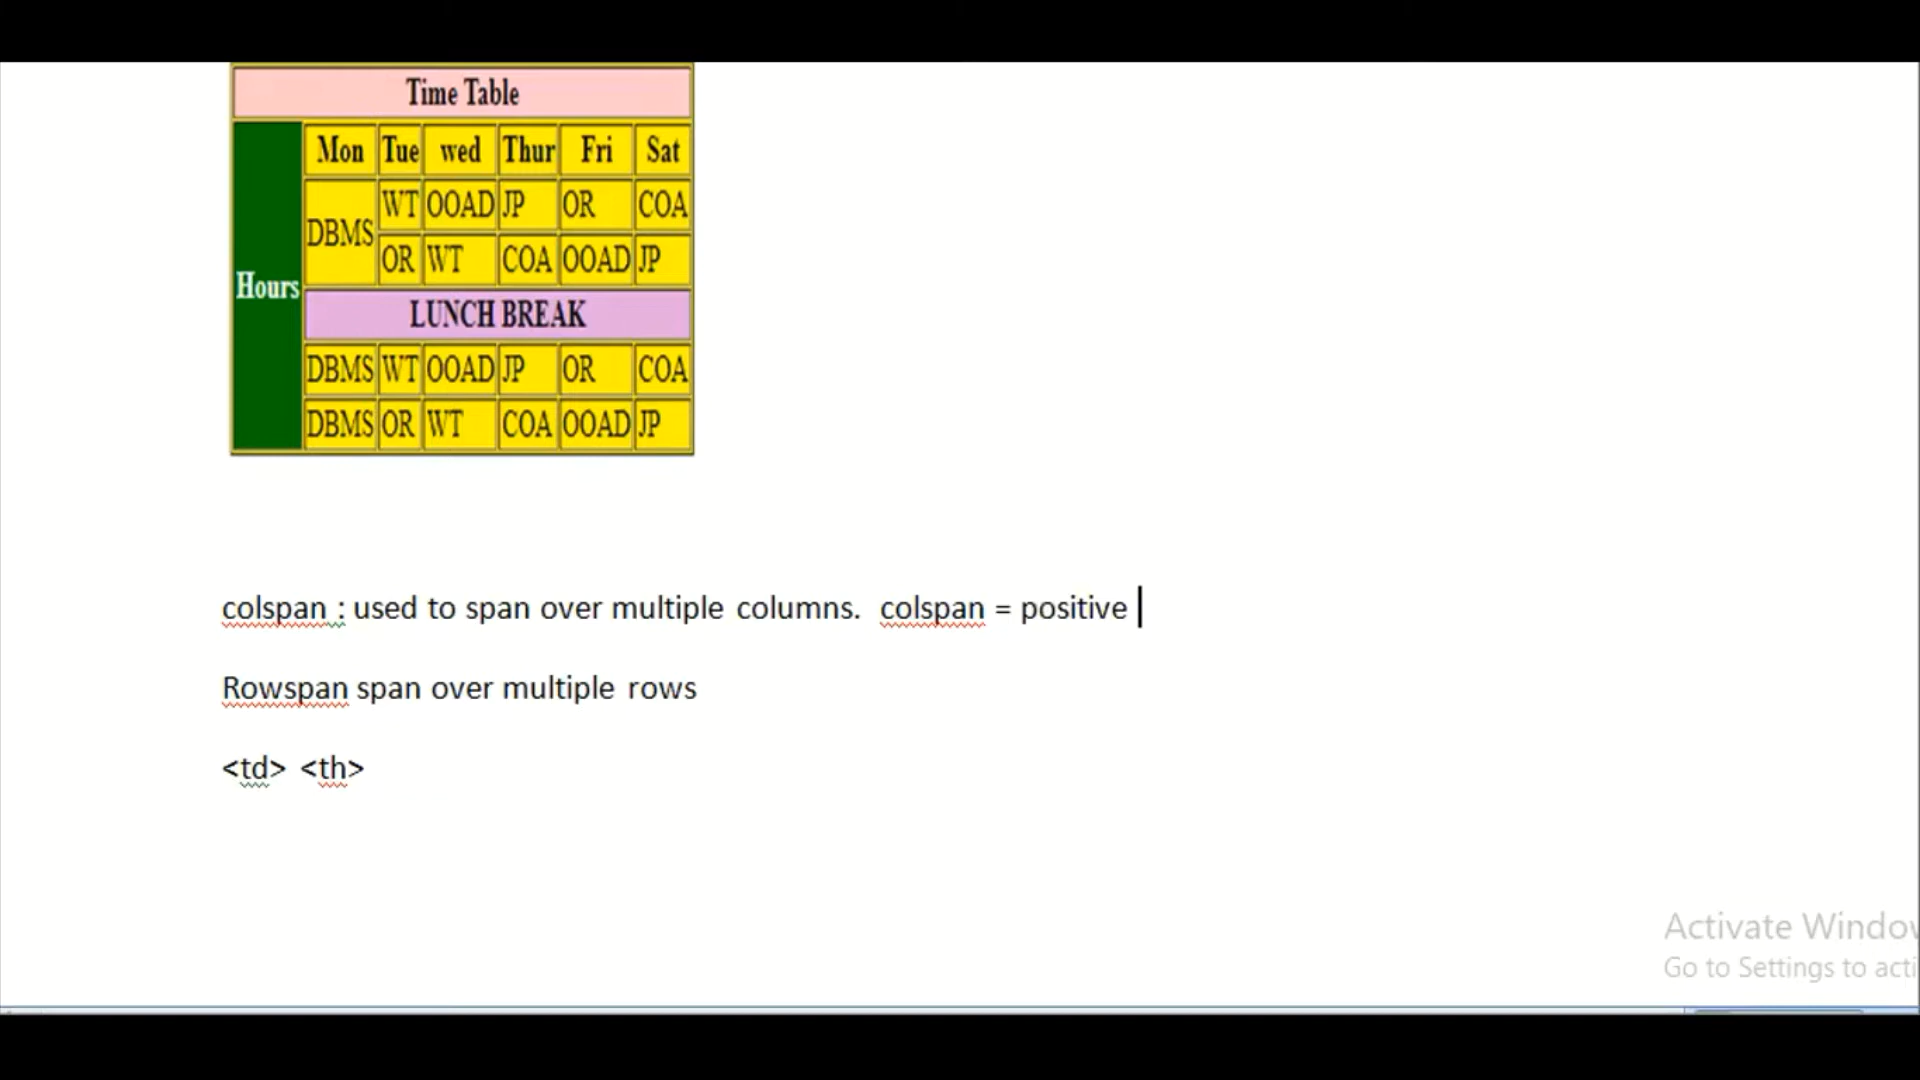 Time Table
Mon Tue wed Thur Fri Sat
WT OOAD JP OR COA
DBMS
OR WT COA OOAD JP
Hours
LUNCH BREAK
DBMS WT OOAD JP OR COA
DBMS OR WT COA OOAD JP
colspan : used to span over multiple columns. colspan = positive
Rowspan span over multiple rows
<td> <th>
Activate
Go to Settings to